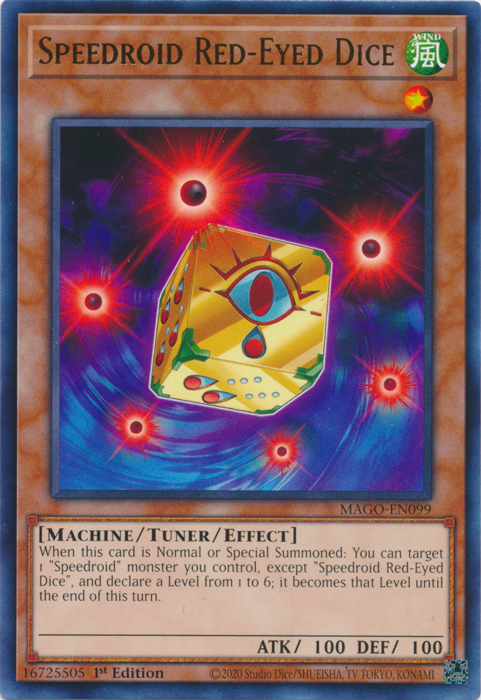 SPEEDROID RED-EYED DICE
WIND
風
MAGO-EN099
[MACHINE/TUNER/EFFECT]
When this card is Normal or Special Summoned: You can target
1 "Speedroid" monster you control, except "Speedroid Red-Eyed
Dice", and declare a Level from 1 to 6; it becomes that Level until
the end of this turn.
ATK/ 100 DEF/ 100
16725505 1st Edition ©2020 Studio Dice/SHUEISHA, TV TOKYO, KONAMI